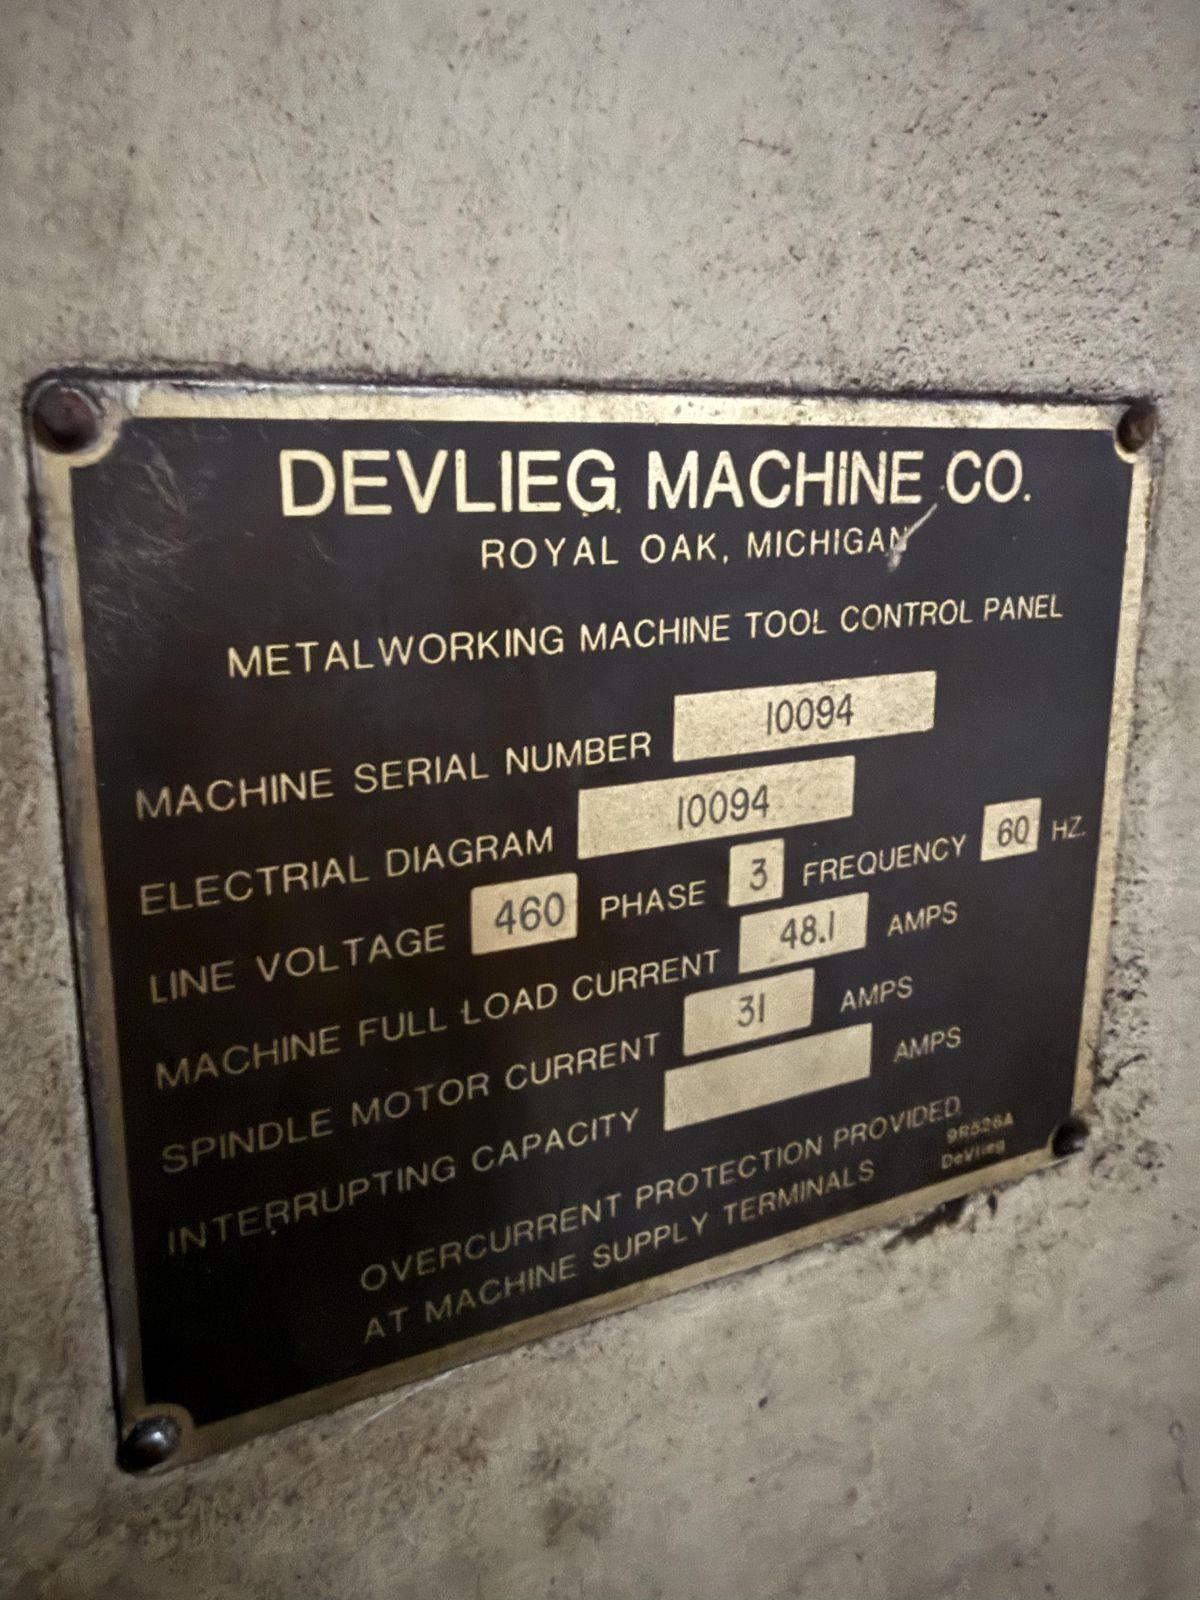 DEVLIEG MACHINE CO.
ROYAL OAK, MICHIGAN
METALWORKING MACHINE TOOL CONTROL PANEL
MACHINE SERIAL NUMBER 10094
ELECTRIAL DIAGRAM 10094
LINE VOLTAGE 460 PHASE 3 FREQUENCY 60 HZ.
MACHINE FULL LOAD CURRENT 48.1 AMPS
SPINDLE MOTOR CURRENT 31 AMPS
INTERRUPTING CAPACITY AMPS
OVERCURRENT PROTECTION PROVIDED
AT MACHINE SUPPLY TERMINALS
9R526A
DeVlieg